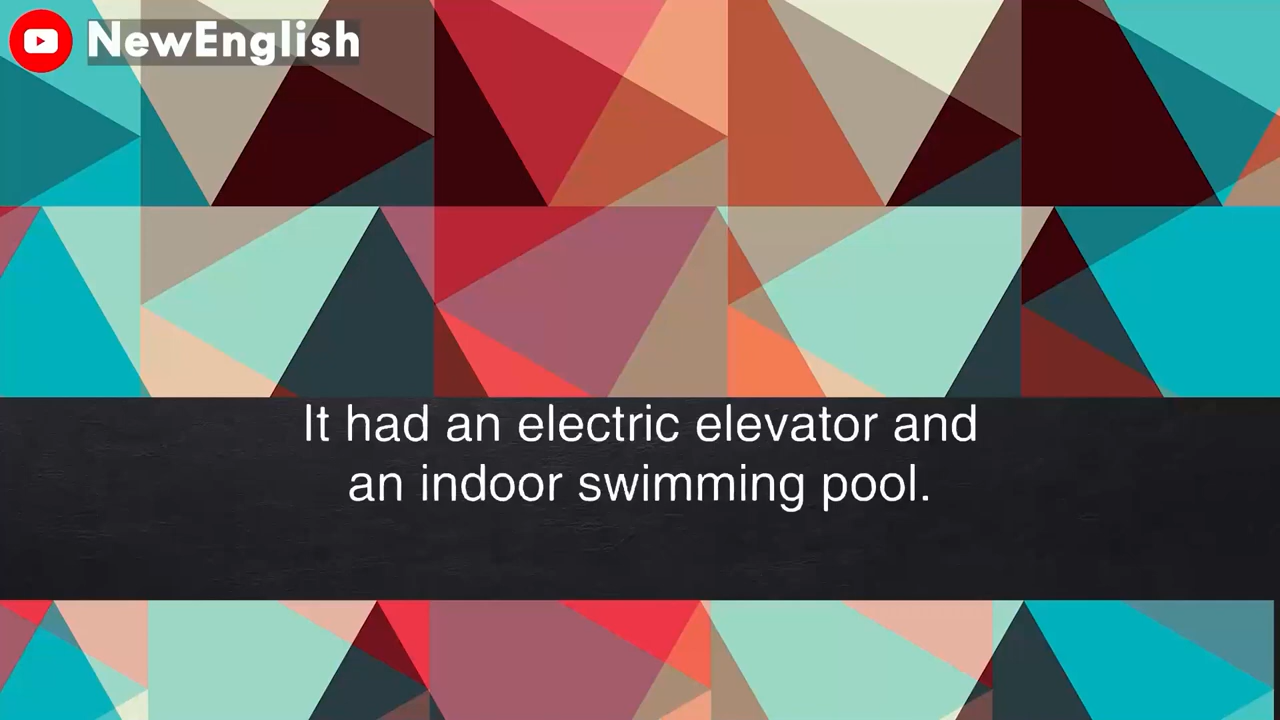 NewEnglish
It had an electric elevator and
an indoor swimming pool.